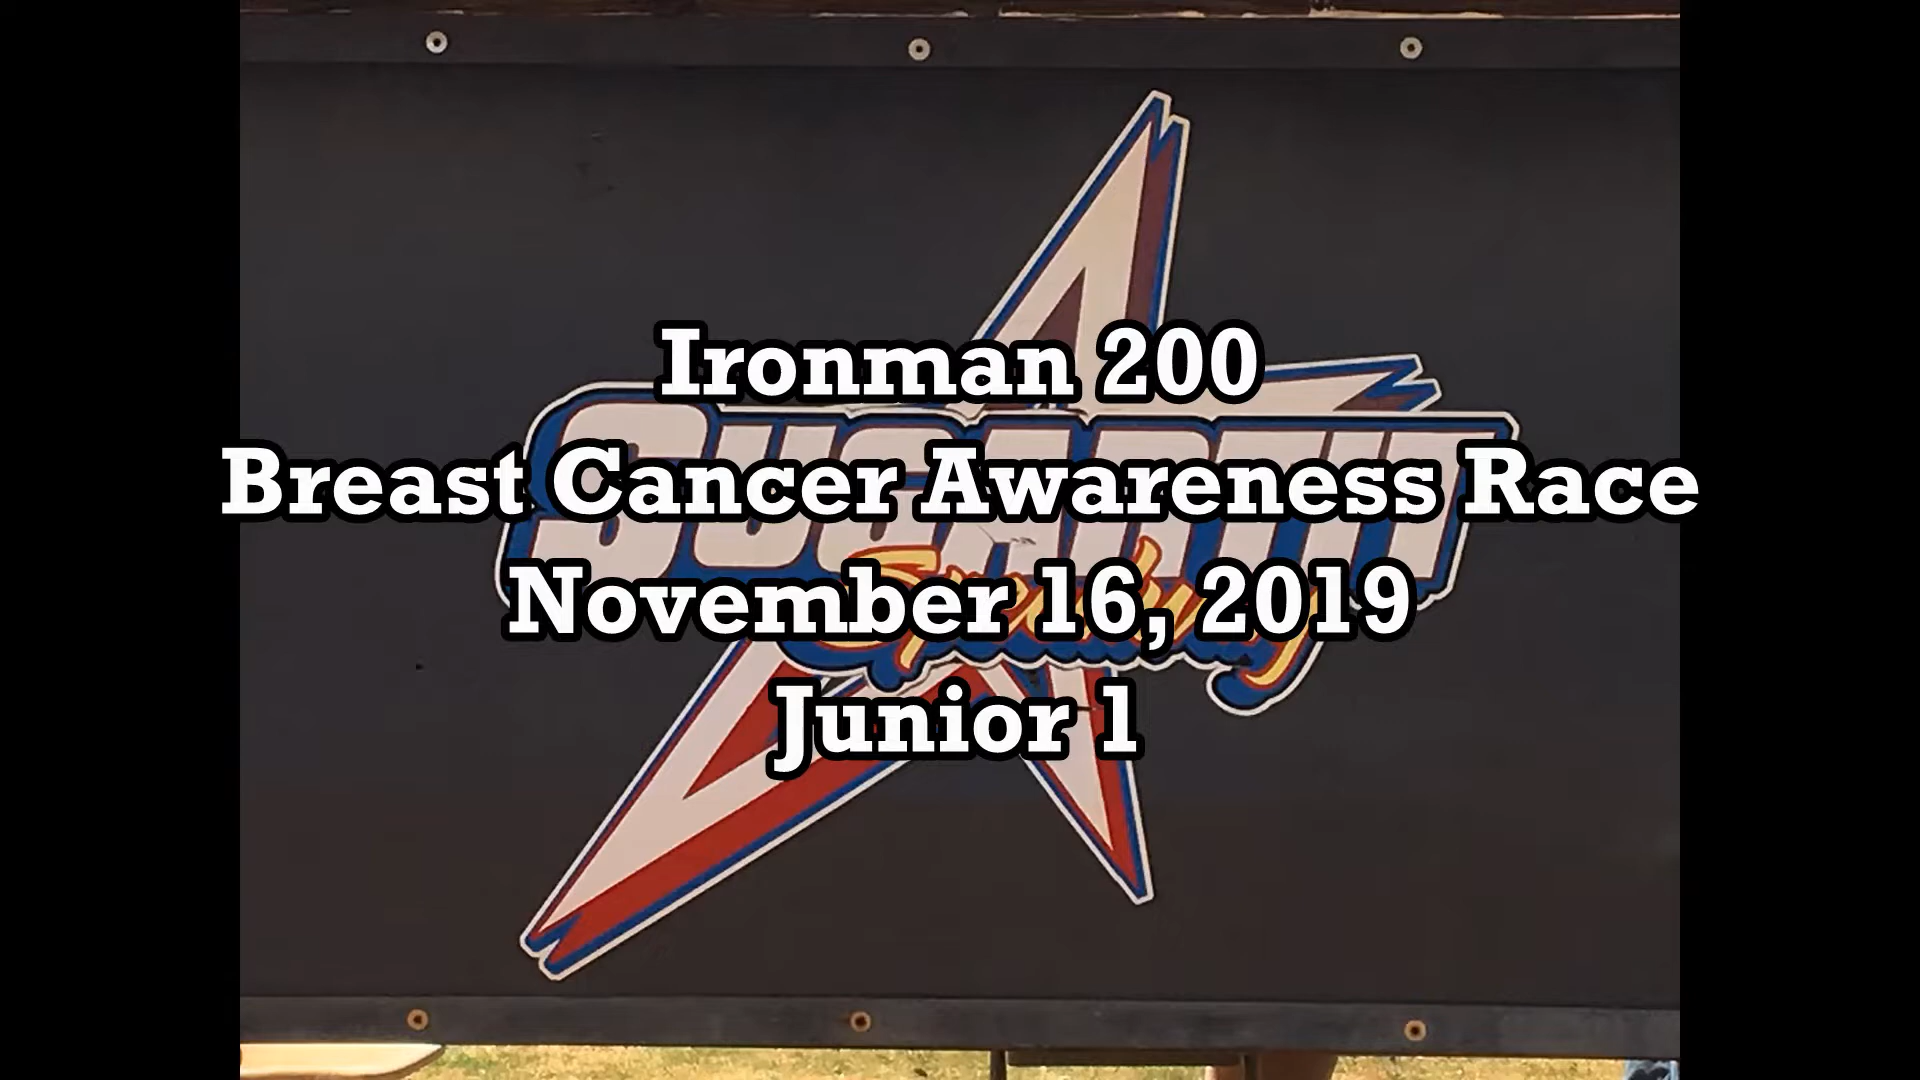 Ironman 200
Breast Cancer Awareness Race
November 16, 2019
Junior 1